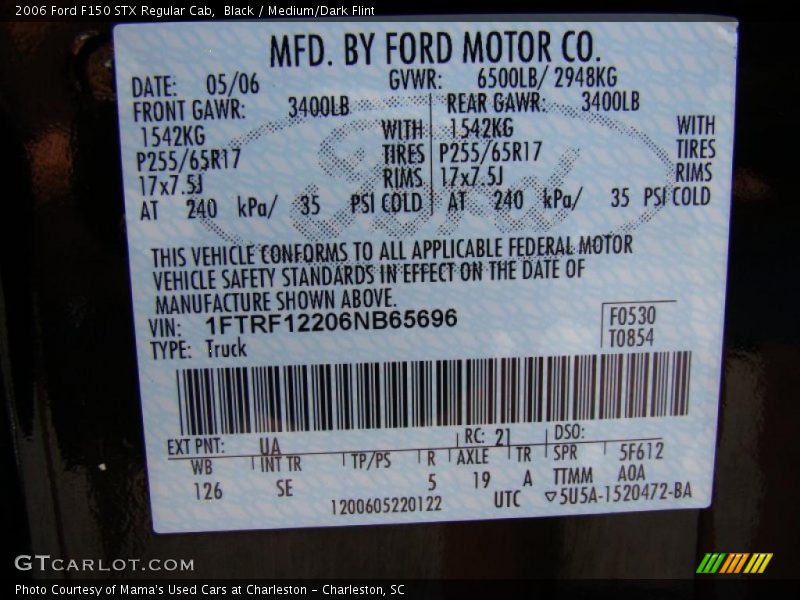 2006 Ford F150 STX Regular Cab,  Black / Medium/Dark Flint
MFD. BY FORD MOTOR CO.
DATE: 05/06 GVWR: 6500LB/ 2948KG
FRONT GAWR: 3400LB REAR GAWR: 3400LB
1542KG WITH 1542KG WITH
P255/65R17 TIRES P255/65R17 TIRES
17x7.5J RIMS 17x7.5J RIMS
AT 240 kPa/ 35 PSI COLD AT 240 kPa/ 35 PSI COLD
Ford
THIS VEHICLE CONFORMS TO ALL APPLICABLE FEDERAL MOTOR
VEHICLE SAFETY STANDARDS IN EFFECT ON THE DATE OF
MANUFACTURE SHOWN ABOVE.
VIN: 1FTRF12206NB65696 F0530
TYPE: Truck T0854
EXT PNT: UA RC: 21 DSO:
WB INT TR TP/PS R AXLE TR SPR 5F612
126 SE 5 19 A TTMM A0A
1200605220122 UTC ▽5U5A-1520472-BA
GTCARLOT.COM
Photo Courtesy of Mama's Used Cars at Charleston - Charleston, SC